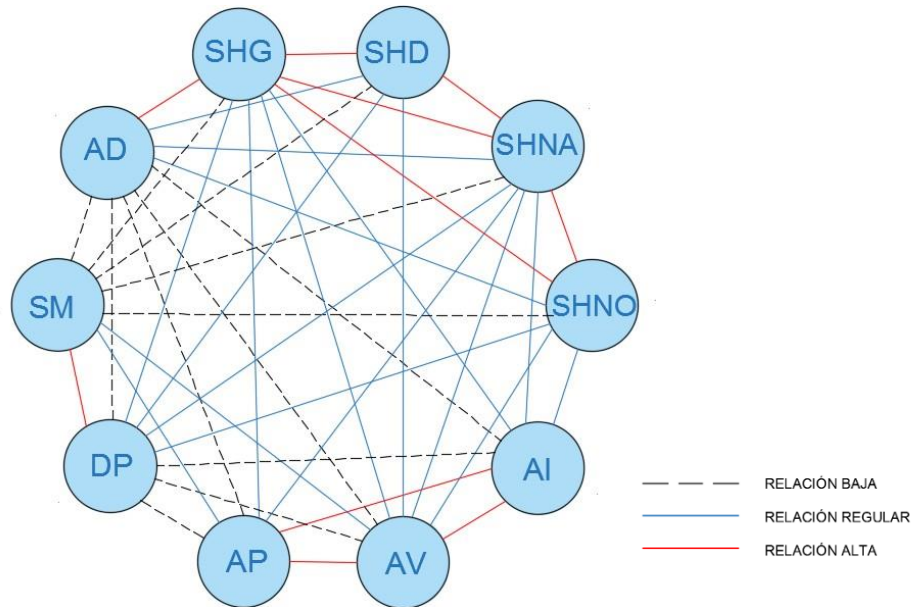 SHG
SHD
AD
SHNA
SM
SHNO
DP
AI
AP
AV
RELACIÓN BAJA
RELACIÓN REGULAR
RELACIÓN ALTA